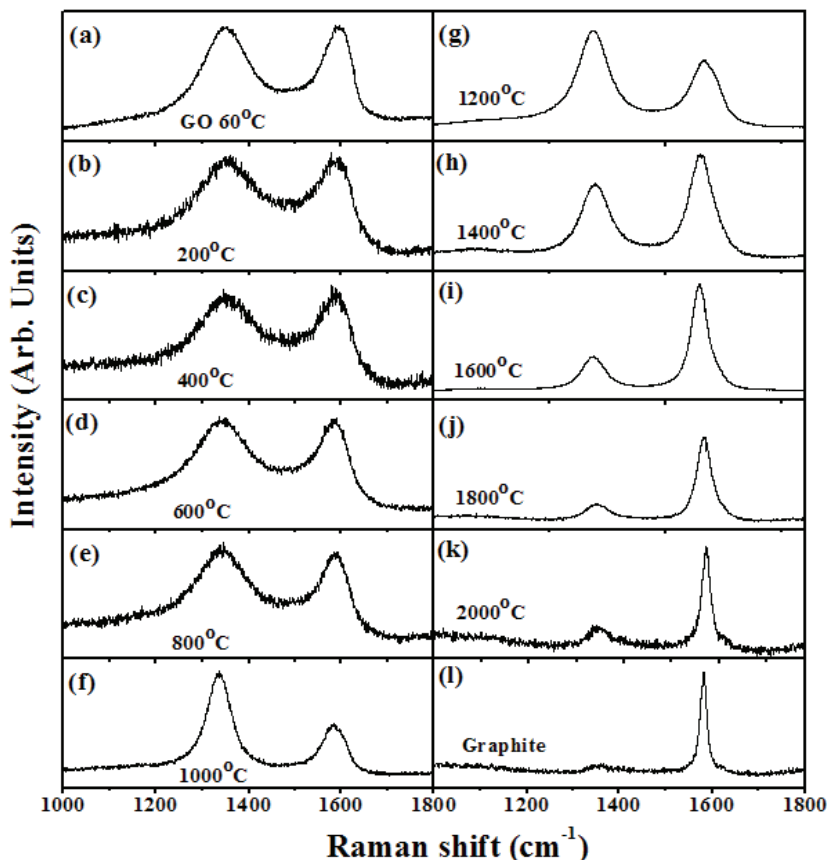 (a)
GO 60°C
(b)
200°C
(c)
400°C
(d)
600°C
(e)
800°C
(f)
1000°C
(g)
1200°C
(h)
1400°C
(i)
1600°C
(j)
1800°C
(k)
2000°C
(l)
Graphite
Intensity (Arb. Units)
1000 1200 1400 1600 1800 1200 1400 1600 1800
Raman shift (cm⁻¹)